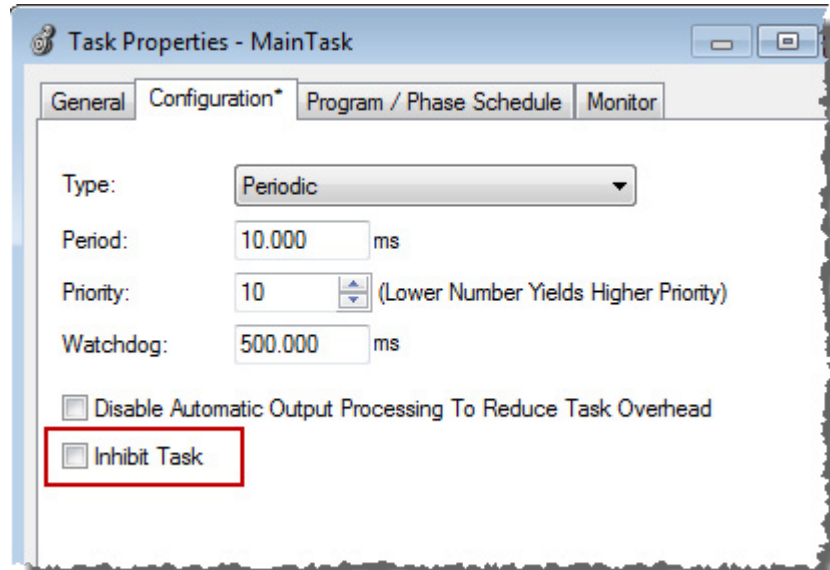 Task Properties - MainTask
General Configuration* Program / Phase Schedule Monitor
Type: Periodic
Period: 10.000 ms
Priority: 10 (Lower Number Yields Higher Priority)
Watchdog: 500.000 ms
Disable Automatic Output Processing To Reduce Task Overhead
Inhibit Task